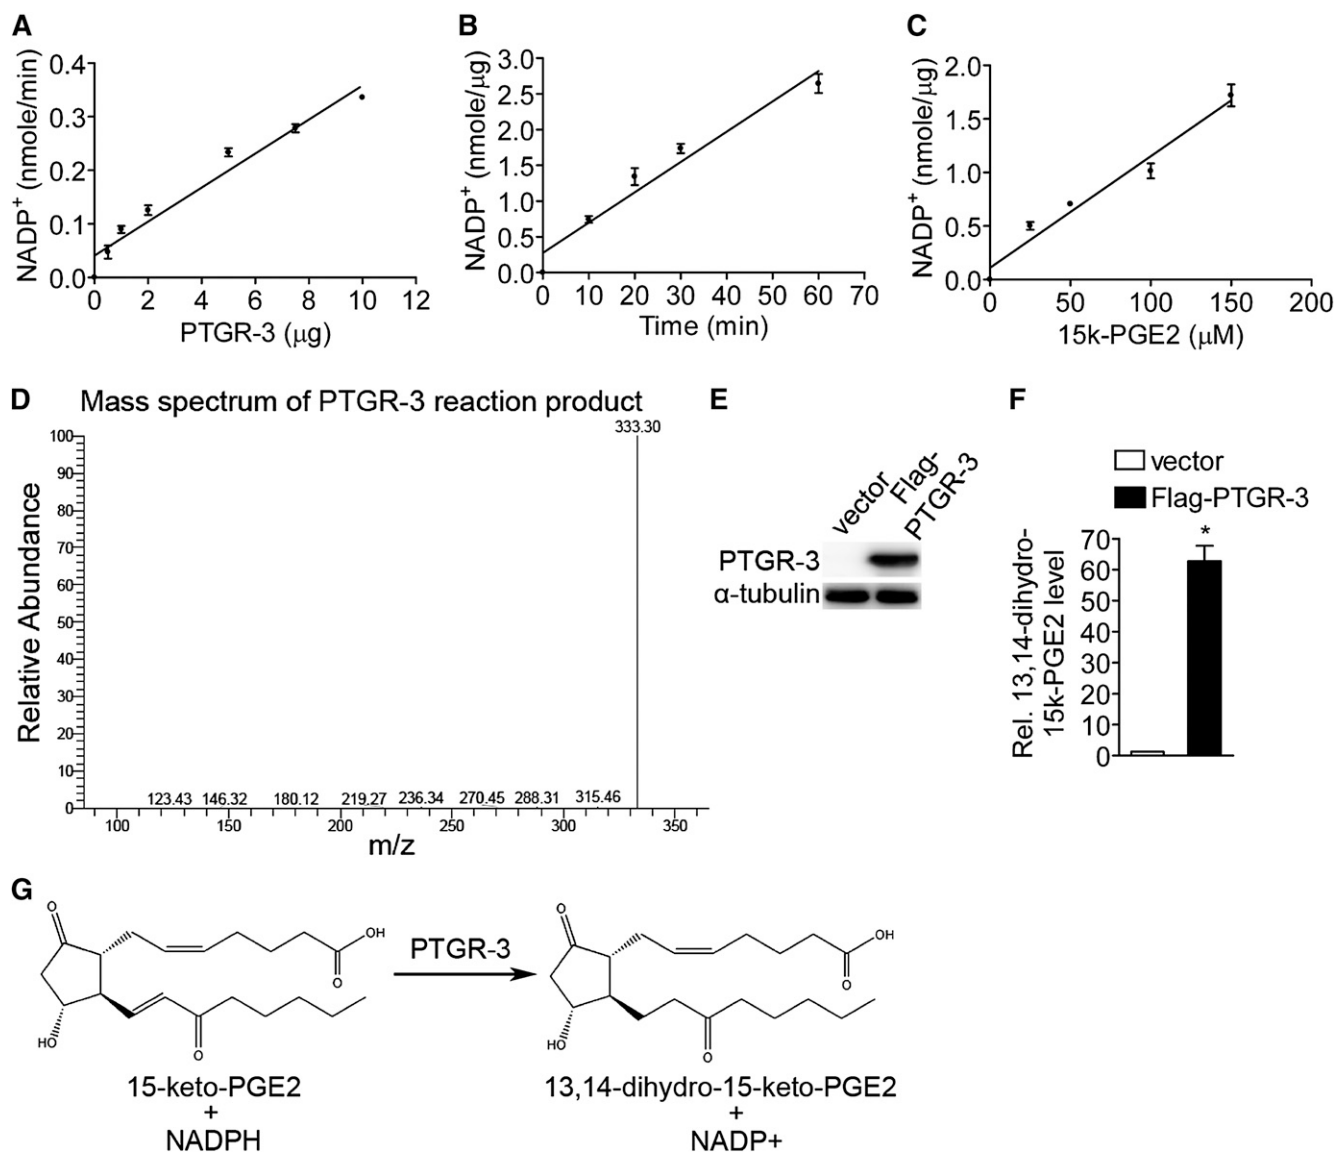 A
NADP+ (nmole/min)
0.4
0.3
0.2
0.1
0.0
0 2 4 6 8 10 12
PTGR-3 (μg)
B
NADP+ (nmole/μg)
3.0
2.5
2.0
1.5
1.0
0.5
0.0
0 10 20 30 40 50 60 70
Time (min)
C
NADP+ (nmole/μg)
2.0
1.5
1.0
0.5
0.0
0 50 100 150 200
15k-PGE2 (μM)
D
Mass spectrum of PTGR-3 reaction product
Relative Abundance
100
90
80
70
60
50
40
30
20
10
0
333.30
123.43 146.32 180.12 219.27 236.34 270.45 288.31 315.46
100 150 200 250 300 350
m/z
E
vector
Flag-
PTGR-3
PTGR-3
α-tubulin
F
vector
Flag-PTGR-3
Rel. 13,14-dihydro-
15k-PGE2 level
70
60
50
40
30
20
10
0
*
G
O
OH
O
HO
O
15-keto-PGE2
+
NADPH
PTGR-3
O
OH
O
HO
O
13,14-dihydro-15-keto-PGE2
+
NADP+